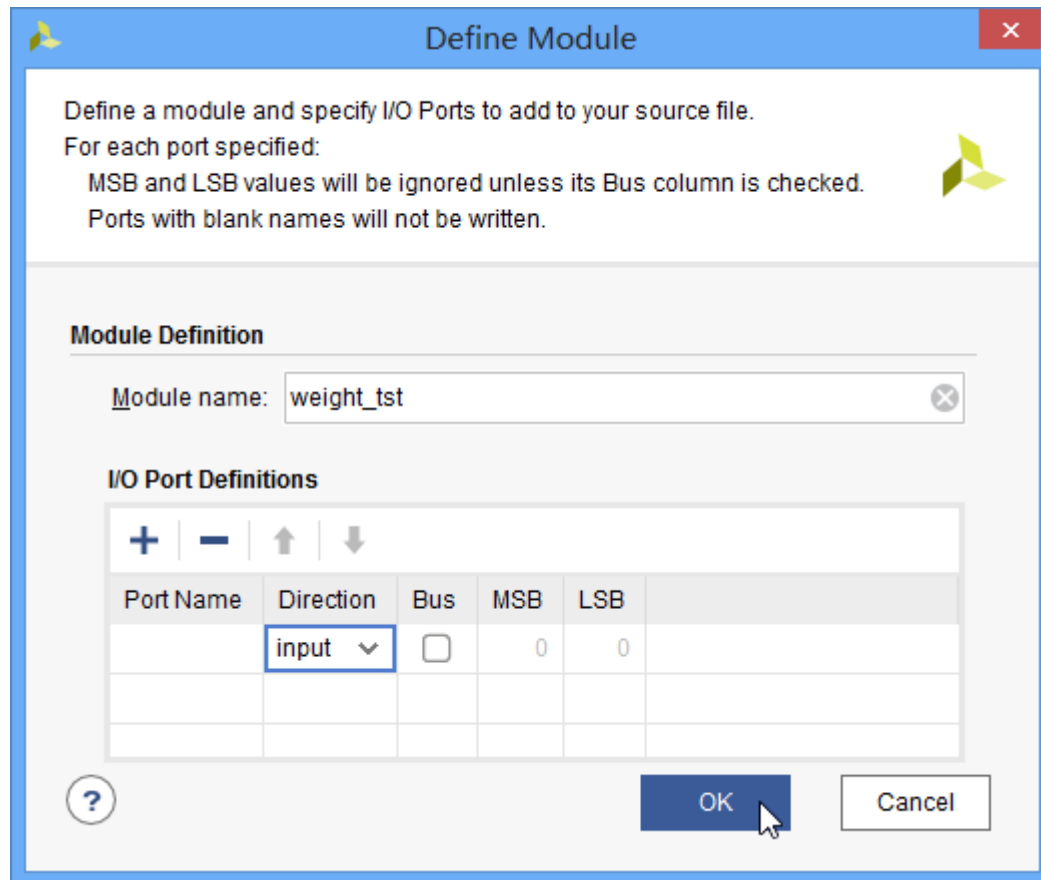 Define Module
Define a module and specify I/O Ports to add to your source file.
For each port specified:
MSB and LSB values will be ignored unless its Bus column is checked.
Ports with blank names will not be written.
Module Definition
Module name: weight_tst
I/O Port Definitions
Port Name Direction Bus MSB LSB
input 0 0
? OK Cancel